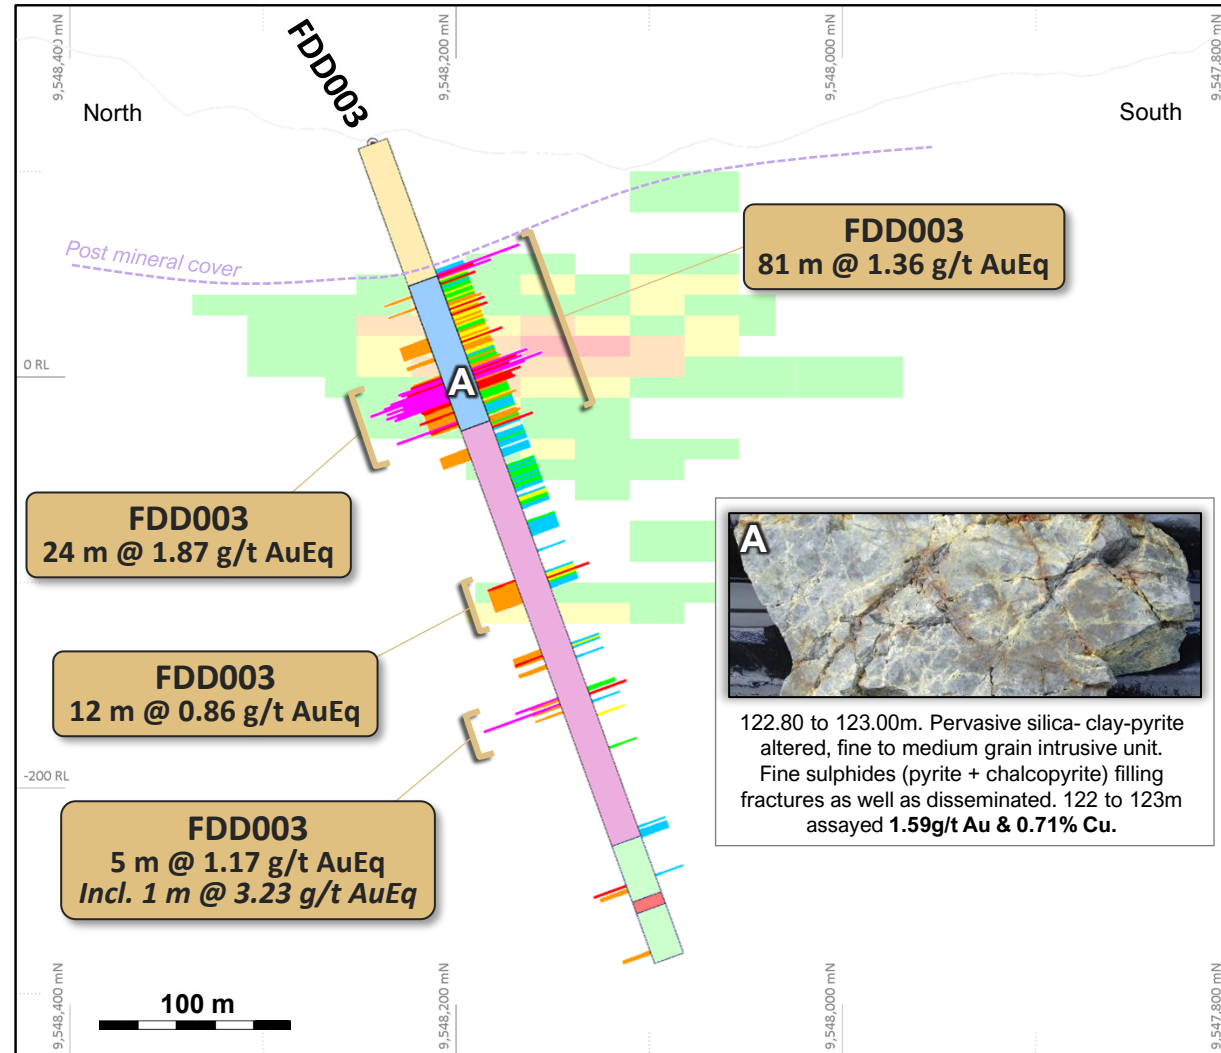 9,548,400 mN
9,548,200 mN
9,548,000 mN
9,547,800 mN
North
South
FDD003
Post mineral cover
FDD003
81 m @ 1.36 g/t AuEq
0 RL
A
FDD003
24 m @ 1.87 g/t AuEq
A
122.80 to 123.00m. Pervasive silica- clay-pyrite
altered, fine to medium grain intrusive unit.
Fine sulphides (pyrite + chalcopyrite) filling
fractures as well as disseminated. 122 to 123m
assayed 1.59g/t Au & 0.71% Cu.
FDD003
12 m @ 0.86 g/t AuEq
-200 RL
FDD003
5 m @ 1.17 g/t AuEq
Incl. 1 m @ 3.23 g/t AuEq
100 m
9,548,400 mN
9,548,200 mN
9,548,000 mN
9,547,800 mN